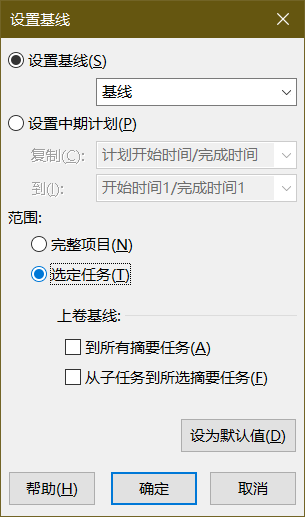 设置基线
设置基线(S)
基线
设置中期计划(P)
复制(C): 计划开始时间/完成时间
到(I): 开始时间1/完成时间1
范围:
完整项目(N)
选定任务(T)
上卷基线:
到所有摘要任务(A)
从子任务到所选摘要任务(F)
设为默认值(D)
帮助(H) 确定 取消